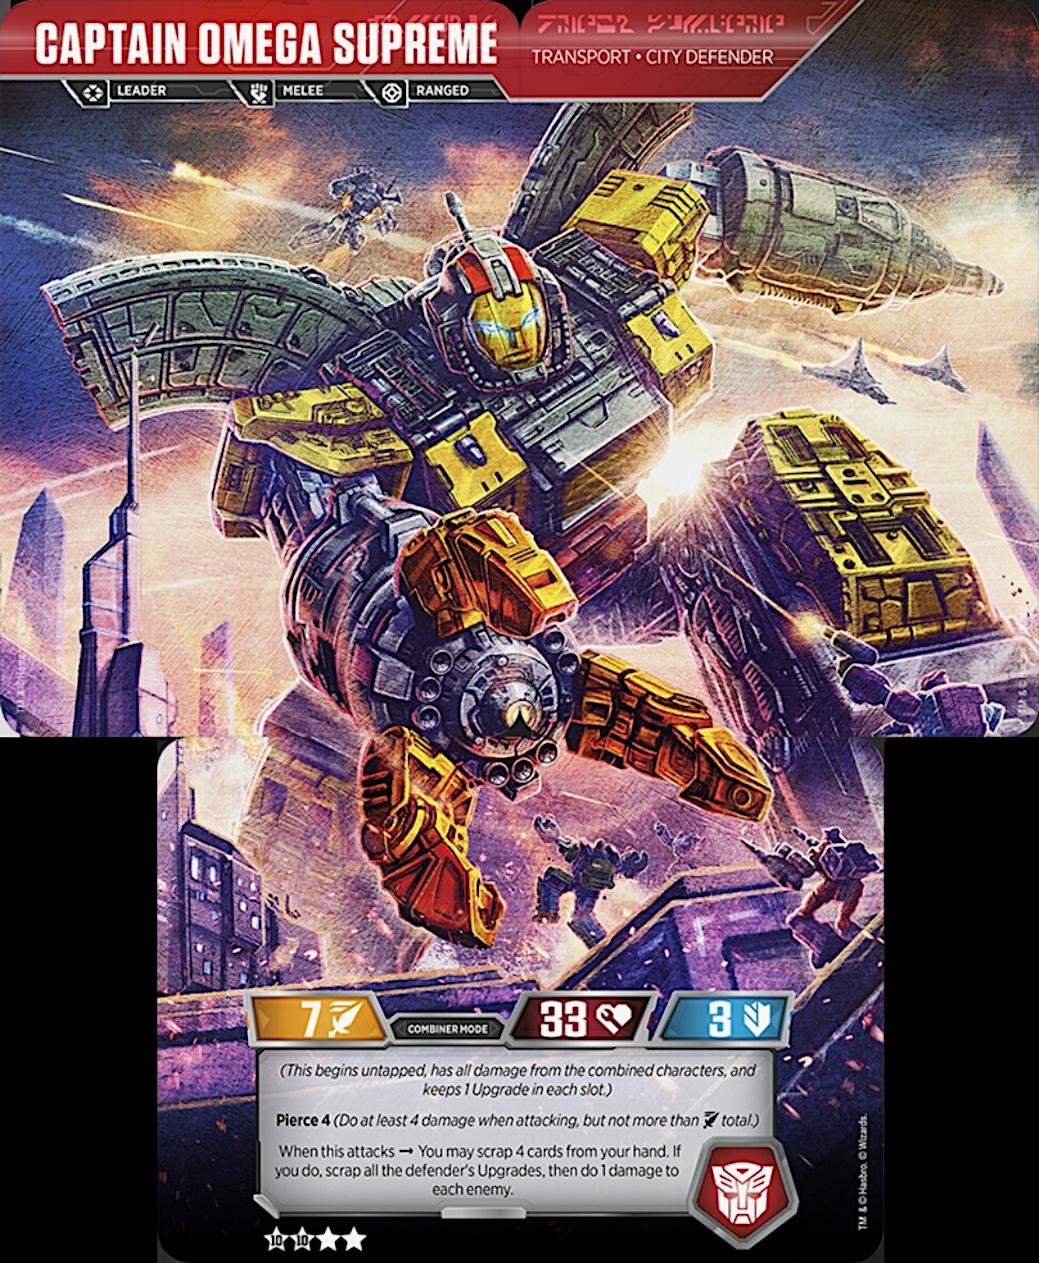 CAPTAIN OMEGA SUPREME
TRANSPORT • CITY DEFENDER
LEADER MELEE RANGED
7 COMBINER MODE 33 3
(This begins untapped, has all damage from the combined characters, and
keeps 1 Upgrade in each slot.)
Pierce 4 (Do at least 4 damage when attacking, but not more than total.)
When this attacks → You may scrap 4 cards from your hand. If
you do, scrap all the defender's Upgrades, then do 1 damage to
each enemy.
10 10
TM & © Hasbro. © Wizards.